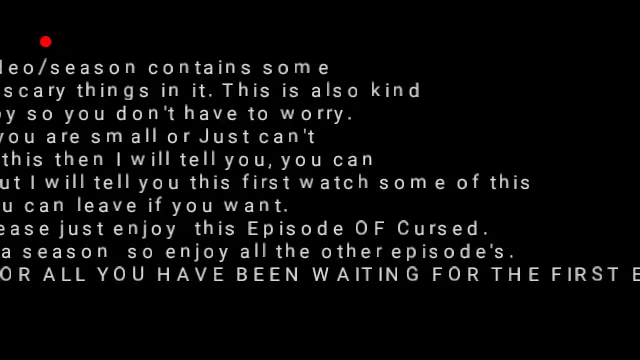 leo/season contains some
scary things in it. This is also kind
oy so you don't have to worry.
you are small or Just can't
this then I will tell you, you can
ut I will tell you this first watch some of this
u can leave if you want.
ease just enjoy this Episode OF Cursed.
a season so enjoy all the other episode's.
OR ALL YOU HAVE BEEN WAITING FOR THE FIRST E